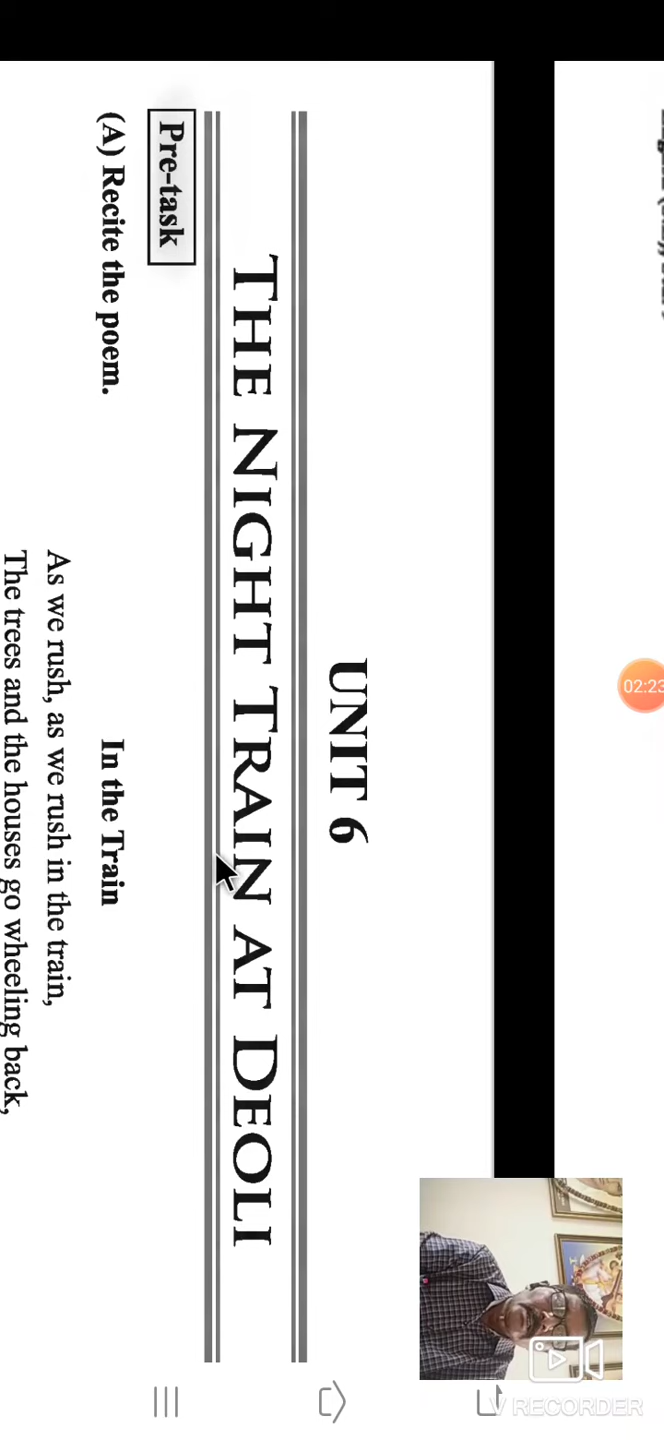 UNIT 6
THE NIGHT TRAIN AT DEOLI
Pre-task
(A) Recite the poem.
In the Train
As we rush, as we rush in the train,
The trees and the houses go wheeling back,
02:23
V RECORDER